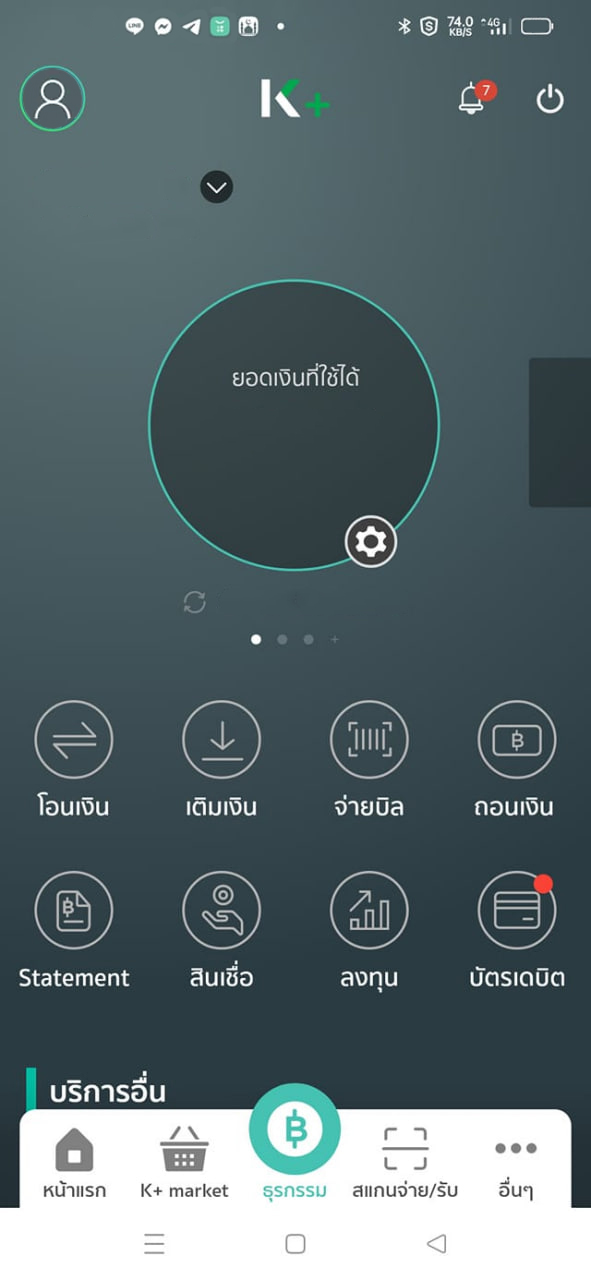 LINE
S 74.0 KB/S 4G
K+
7
ยอดเงินที่ใช้ได้
โอนเงิน เติมเงิน จ่ายบิล ถอนเงิน
Statement สินเชื่อ ลงทุน บัตรเดบิต
บริการอื่น
หน้าแรก K+ market ธุรกรรม สแกนจ่าย/รับ อื่นๆ